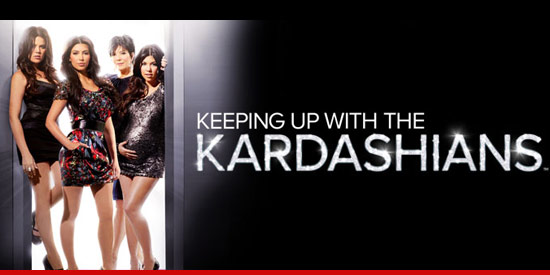 KEEPING UP WITH THE
KARDASHIANS